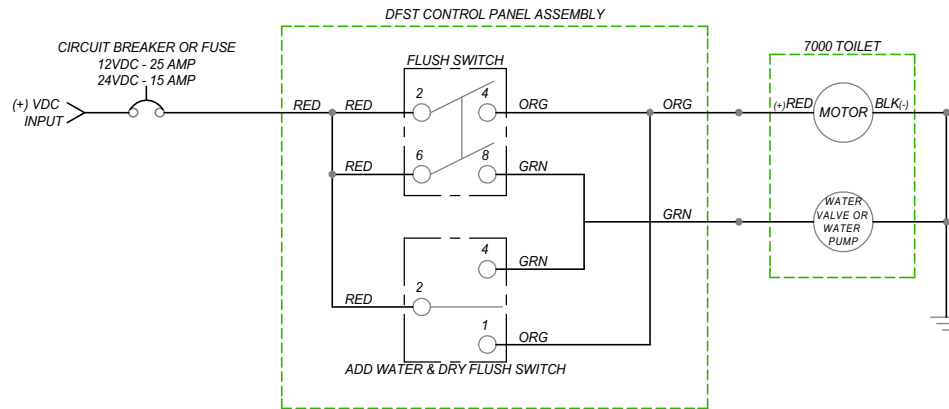 DFST CONTROL PANEL ASSEMBLY
CIRCUIT BREAKER OR FUSE
12VDC - 25 AMP
24VDC - 15 AMP
(+) VDC
INPUT
FLUSH SWITCH
7000 TOILET
RED
RED
2
4
ORG
ORG
(+)RED
MOTOR
BLK(-)
6
8
RED
GRN
GRN
WATER
VALVE OR
WATER
PUMP
4
GRN
2
RED
1
ORG
ADD WATER & DRY FLUSH SWITCH